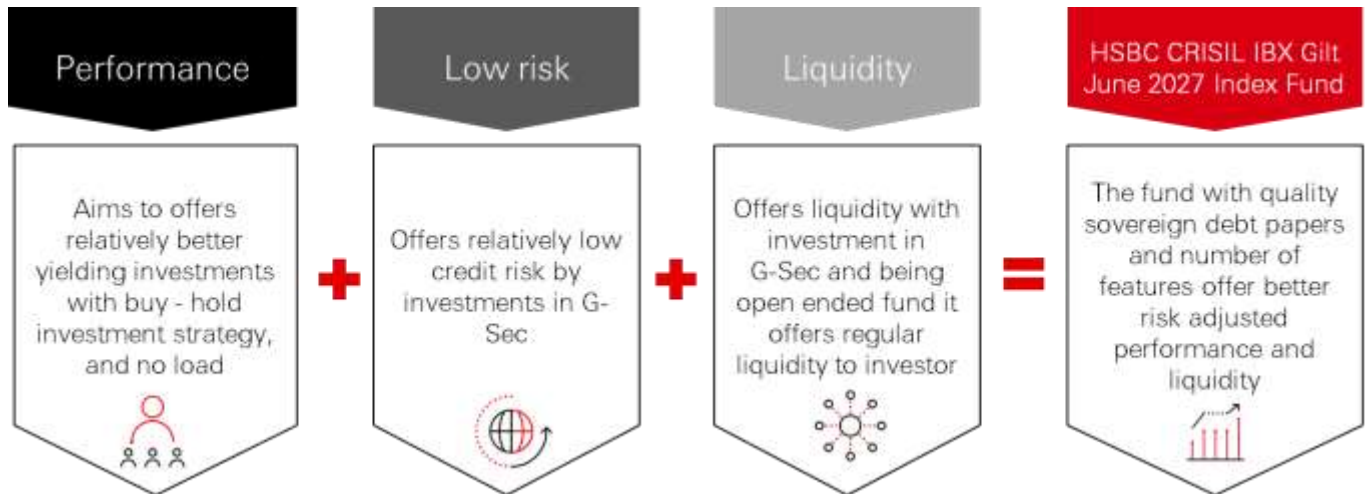 Performance
Aims to offers
relatively better
yielding investments
with buy - hold
investment strategy,
and no load
Low risk
Offers relatively low
credit risk by
investments in G-
Sec
Liquidity
Offers liquidity with
investment in
G-Sec and being
open ended fund it
offers regular
liquidity to investor
HSBC CRISIL IBX Gilt
June 2027 Index Fund
The fund with quality
sovereign debt papers
and number of
features offer better
risk adjusted
performance and
liquidity